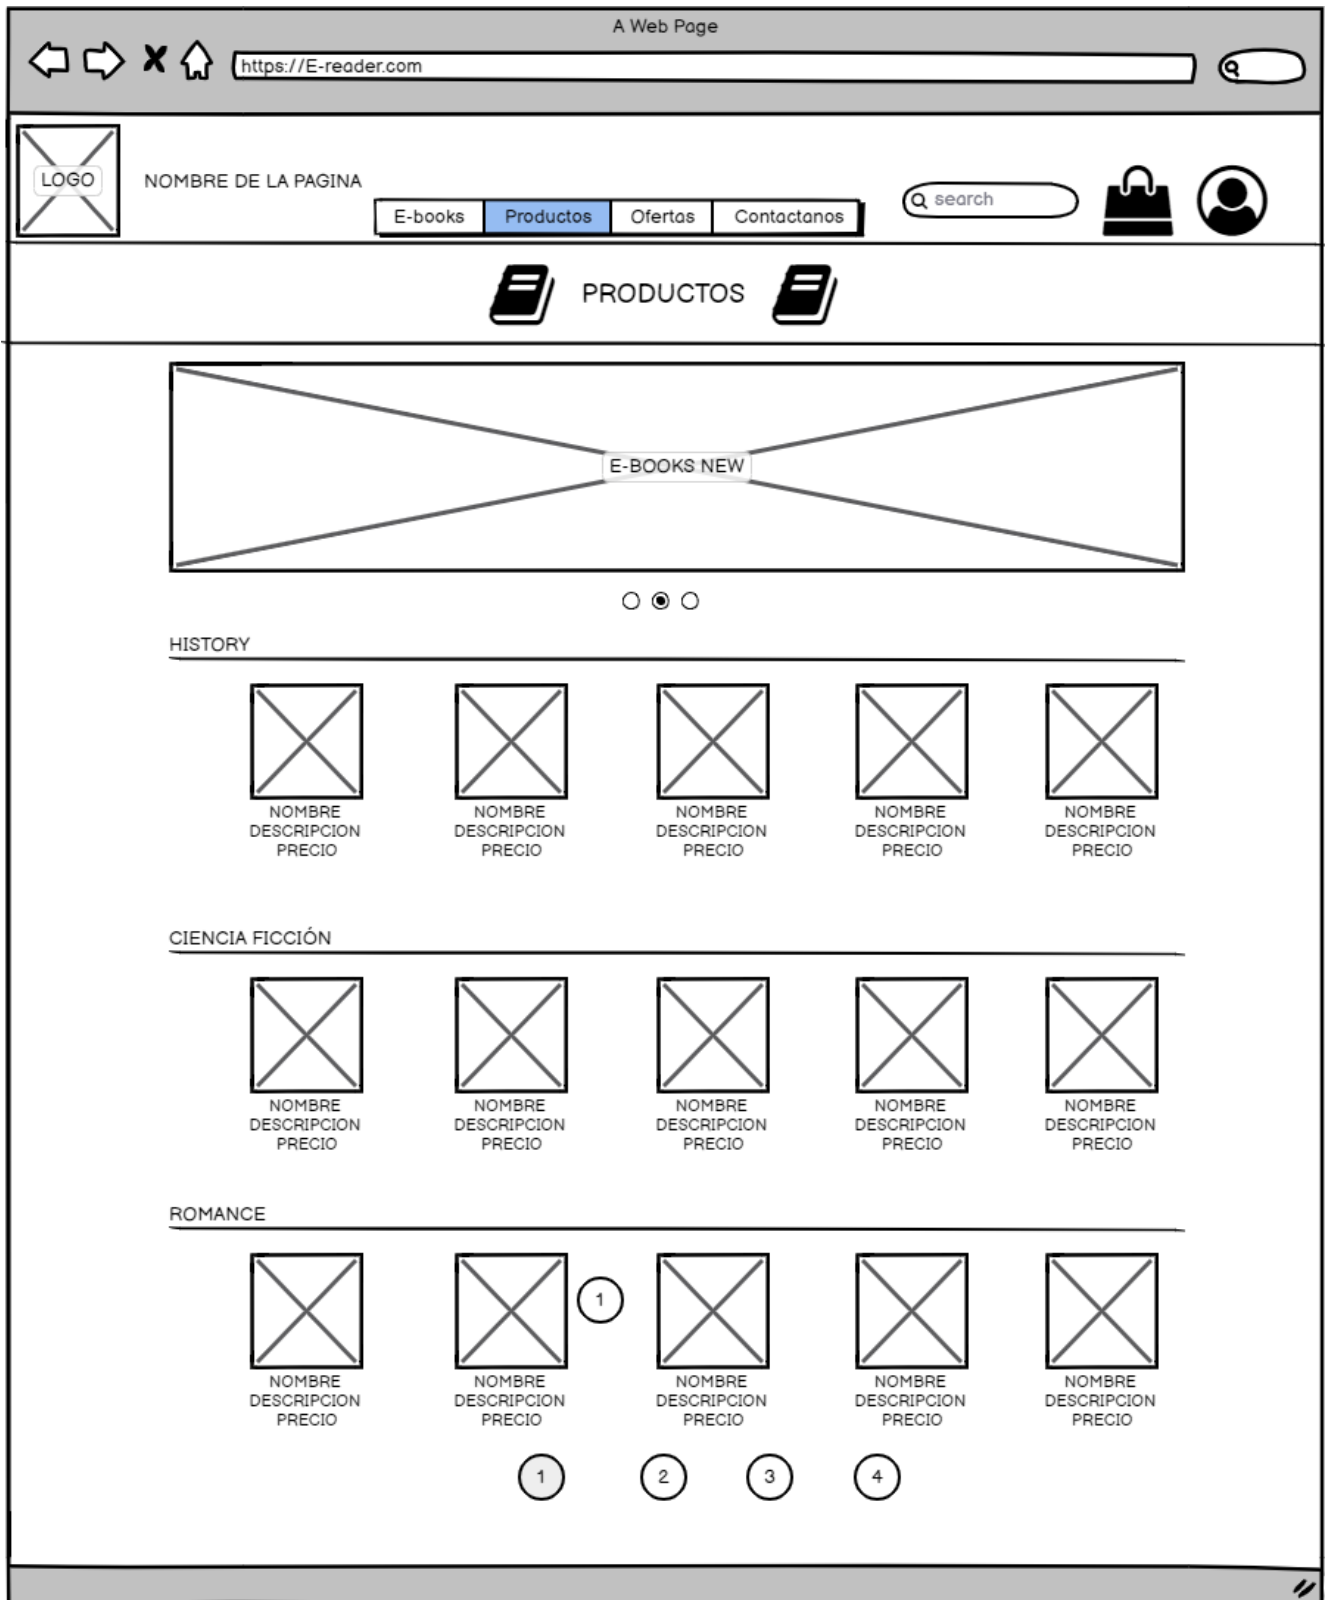 A Web Page
https://E-reader.com
LOGO
NOMBRE DE LA PAGINA
E-books Productos Ofertas Contactanos
search
PRODUCTOS
E-BOOKS NEW
HISTORY
NOMBRE NOMBRE NOMBRE NOMBRE NOMBRE
DESCRIPCION DESCRIPCION DESCRIPCION DESCRIPCION DESCRIPCION
PRECIO PRECIO PRECIO PRECIO PRECIO
CIENCIA FICCIÓN
NOMBRE NOMBRE NOMBRE NOMBRE NOMBRE
DESCRIPCION DESCRIPCION DESCRIPCION DESCRIPCION DESCRIPCION
PRECIO PRECIO PRECIO PRECIO PRECIO
ROMANCE
1
NOMBRE NOMBRE NOMBRE NOMBRE NOMBRE
DESCRIPCION DESCRIPCION DESCRIPCION DESCRIPCION DESCRIPCION
PRECIO PRECIO PRECIO PRECIO PRECIO
1 2 3 4